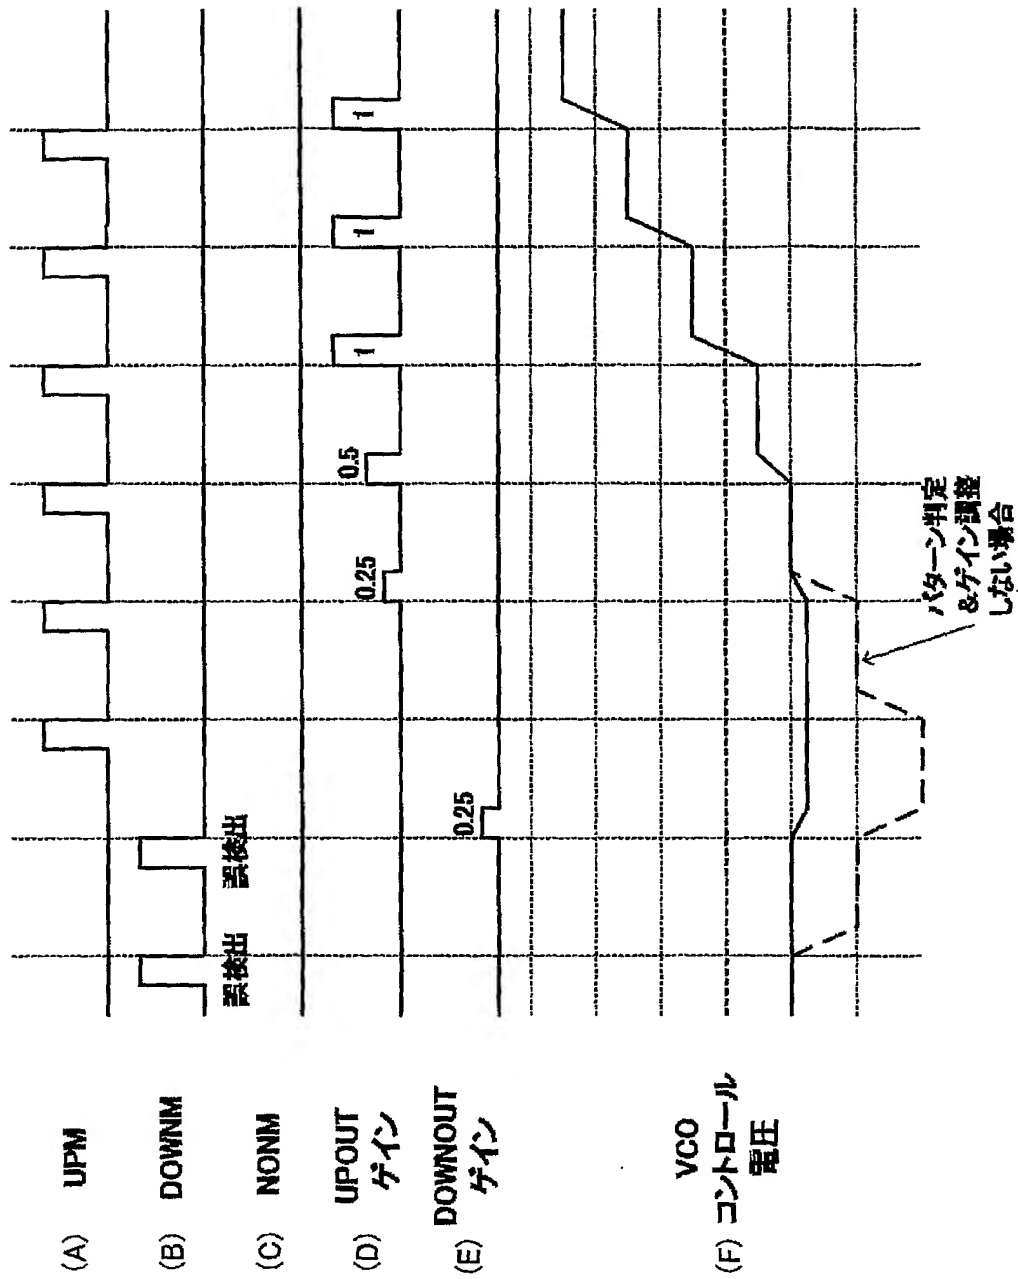 (A) UPM
(B) DOWNM
誤検出
誤検出
(C) NONM
(D) UPOUT
ゲイン
0.25
0.5
1
1
1
(E) DOWNOUT
ゲイン
0.25
(F) VCO
コントロール
電圧
パターン判定
&ゲイン調整
しない場合